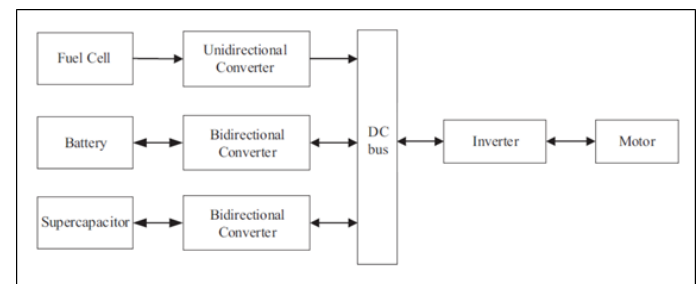 Fuel Cell
Unidirectional
Converter
Battery
Bidirectional
Converter
Supercapacitor
Bidirectional
Converter
DC
bus
Inverter
Motor